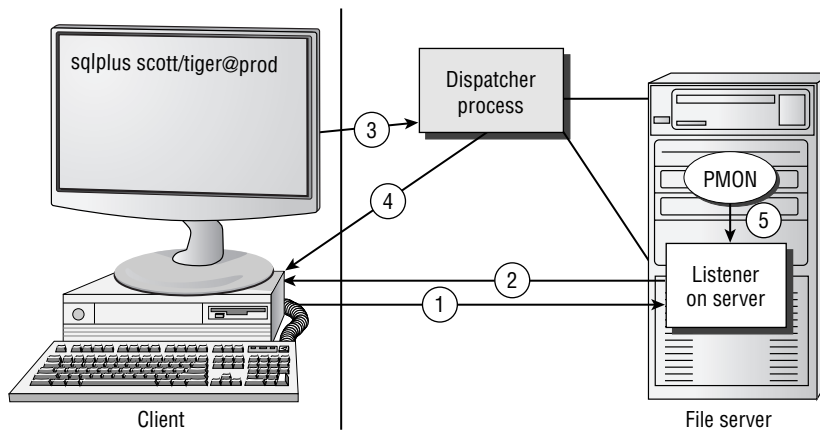 sqlplus scott/tiger@prod
Dispatcher
process
3
PMON
4
5
Listener
on server
2
1
Client
File server